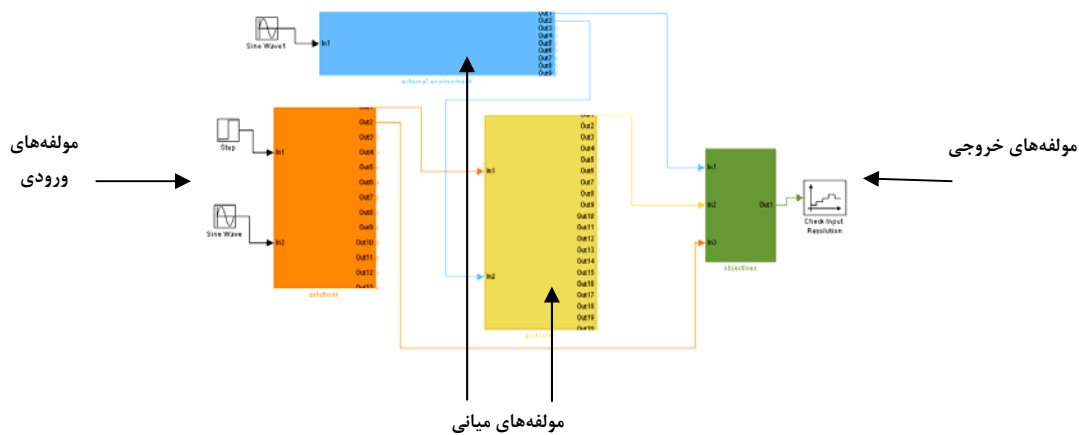 Sine Wave1
In1
Out1
Out2
Out3
Out4
Out5
Out6
Out7
Out8
Out9
external environment
Step
Sine Wave
In1
In2
Out1
Out2
Out3
Out4
Out5
Out6
Out7
Out8
Out9
Out10
Out11
Out12
solutions
In1
In2
Out1
Out2
Out3
Out4
Out5
Out6
Out7
Out8
Out9
Out10
Out11
Out12
Out13
Out14
Out15
Out16
Out17
Out18
Out19
Out20
In1
In2
In3
Out1
objectives
Check Input
Resolution
مولفه‌های
ورودی
مولفه‌های خروجی
مولفه‌های میانی